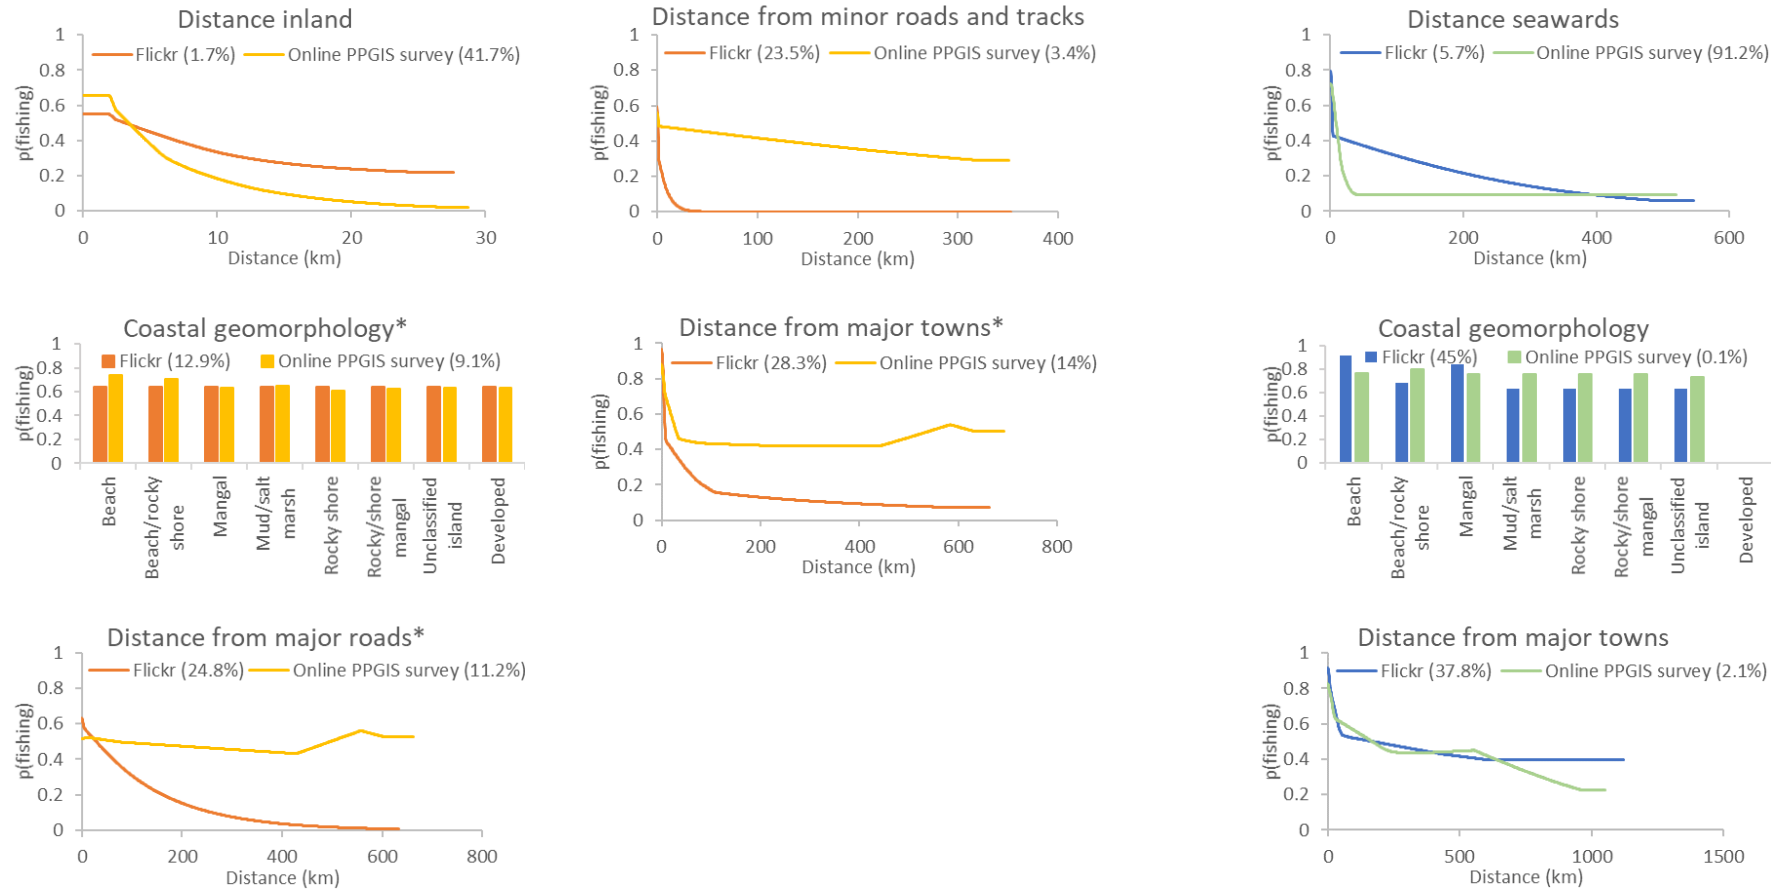 Distance inland
Flickr (1.7%) Online PPGIS survey (41.7%)
p(fishing)
1
0.8
0.6
0.4
0.2
0
0 10 20 30
Distance (km)
Distance from minor roads and tracks
Flickr (23.5%) Online PPGIS survey (3.4%)
p(fishing)
1
0.8
0.6
0.4
0.2
0
0 100 200 300 400
Distance (km)
Distance seawards
Flickr (5.7%) Online PPGIS survey (91.2%)
p(fishing)
1
0.8
0.6
0.4
0.2
0
0 200 400 600
Distance (km)
Coastal geomorphology*
Flickr (12.9%) Online PPGIS survey (9.1%)
p(fishing)
1
0.8
0.6
0.4
0.2
0
Beach
Beach/rocky
shore
Mangal
Mud/salt
marsh
Rocky shore
Rocky/shore
mangal
Unclassified
island
Developed
Distance from major towns*
Flickr (28.3%) Online PPGIS survey (14%)
p(fishing)
1
0.8
0.6
0.4
0.2
0
0 200 400 600 800
Distance (km)
Coastal geomorphology
Flickr (45%) Online PPGIS survey (0.1%)
p(fishing)
1
0.8
0.6
0.4
0.2
0
Beach
Beach/rocky
shore
Mangal
Mud/salt
marsh
Rocky shore
Rocky/shore
mangal
Unclassified
island
Developed
Distance from major roads*
Flickr (24.8%) Online PPGIS survey (11.2%)
p(fishing)
1
0.8
0.6
0.4
0.2
0
0 200 400 600 800
Distance (km)
Distance from major towns
Flickr (37.8%) Online PPGIS survey (2.1%)
p(fishing)
1
0.8
0.6
0.4
0.2
0
0 500 1000 1500
Distance (km)